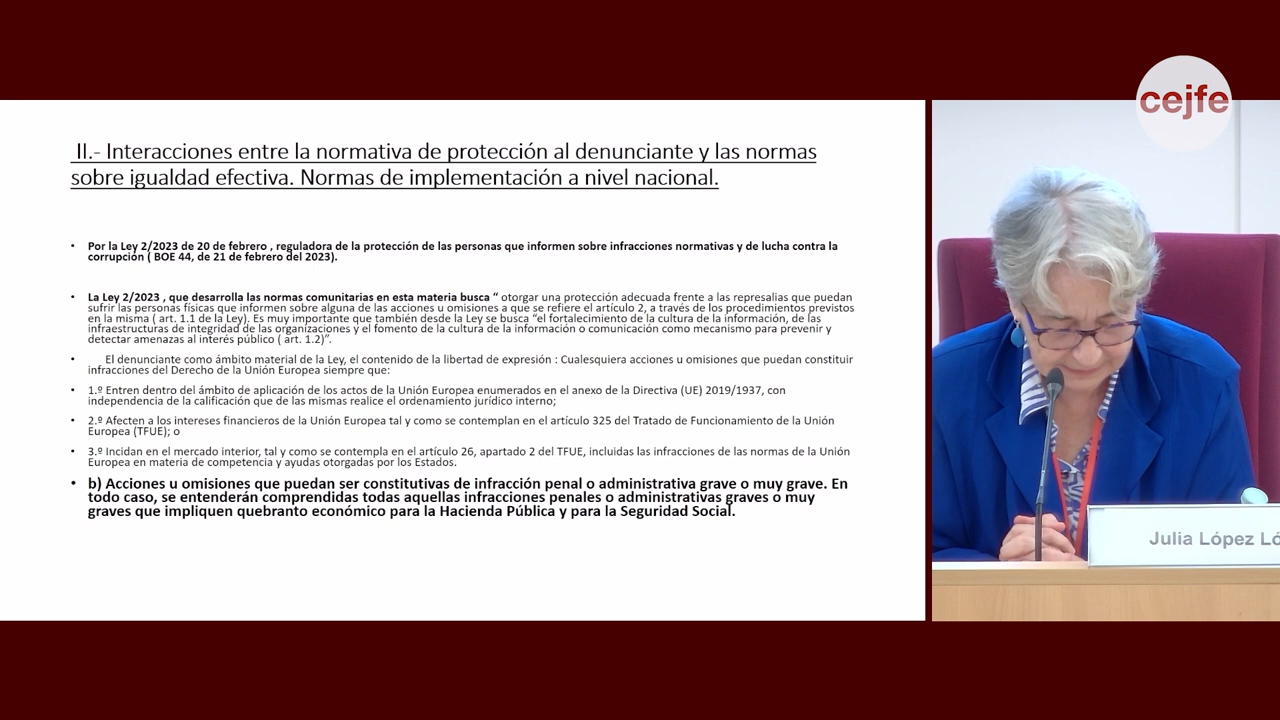 cejfe
II.- Interacciones entre la normativa de protección al denunciante y las normas
sobre igualdad efectiva. Normas de implementación a nivel nacional.
• Por la Ley 2/2023 de 20 de febrero , reguladora de la protección de las personas que informen sobre infracciones normativas y de lucha contra la
corrupción ( BOE 44, de 21 de febrero del 2023).
• La Ley 2/2023 , que desarrolla las normas comunitarias en esta materia busca “ otorgar una protección adecuada frente a las represalias que puedan
sufrir las personas físicas que informen sobre alguna de las acciones u omisiones a que se refiere el artículo 2, a través de los procedimientos previstos
en la misma ( art. 1.1 de la Ley). Es muy importante que también desde la Ley se busca “el fortalecimiento de la cultura de la información, de las
infraestructuras de integridad de las organizaciones y el fomento de la cultura de la información o comunicación como mecanismo para prevenir y
detectar amenazas al interés público ( art. 1.2)”.
• El denunciante como ámbito material de la Ley, el contenido de la libertad de expresión : Cualesquiera acciones u omisiones que puedan constituir
infracciones del Derecho de la Unión Europea siempre que:
• 1.º Entren dentro del ámbito de aplicación de los actos de la Unión Europea enumerados en el anexo de la Directiva (UE) 2019/1937, con
independencia de la calificación que de las mismas realice el ordenamiento jurídico interno;
• 2.º Afecten a los intereses financieros de la Unión Europea tal y como se contemplan en el artículo 325 del Tratado de Funcionamiento de la Unión
Europea (TFUE); o
• 3.º Incidan en el mercado interior, tal y como se contempla en el artículo 26, apartado 2 del TFUE, incluidas las infracciones de las normas de la Unión
Europea en materia de competencia y ayudas otorgadas por los Estados.
• b) Acciones u omisiones que puedan ser constitutivas de infracción penal o administrativa grave o muy grave. En
todo caso, se entenderán comprendidas todas aquellas infracciones penales o administrativas graves o muy
graves que impliquen quebranto económico para la Hacienda Pública y para la Seguridad Social.
Julia López Ló